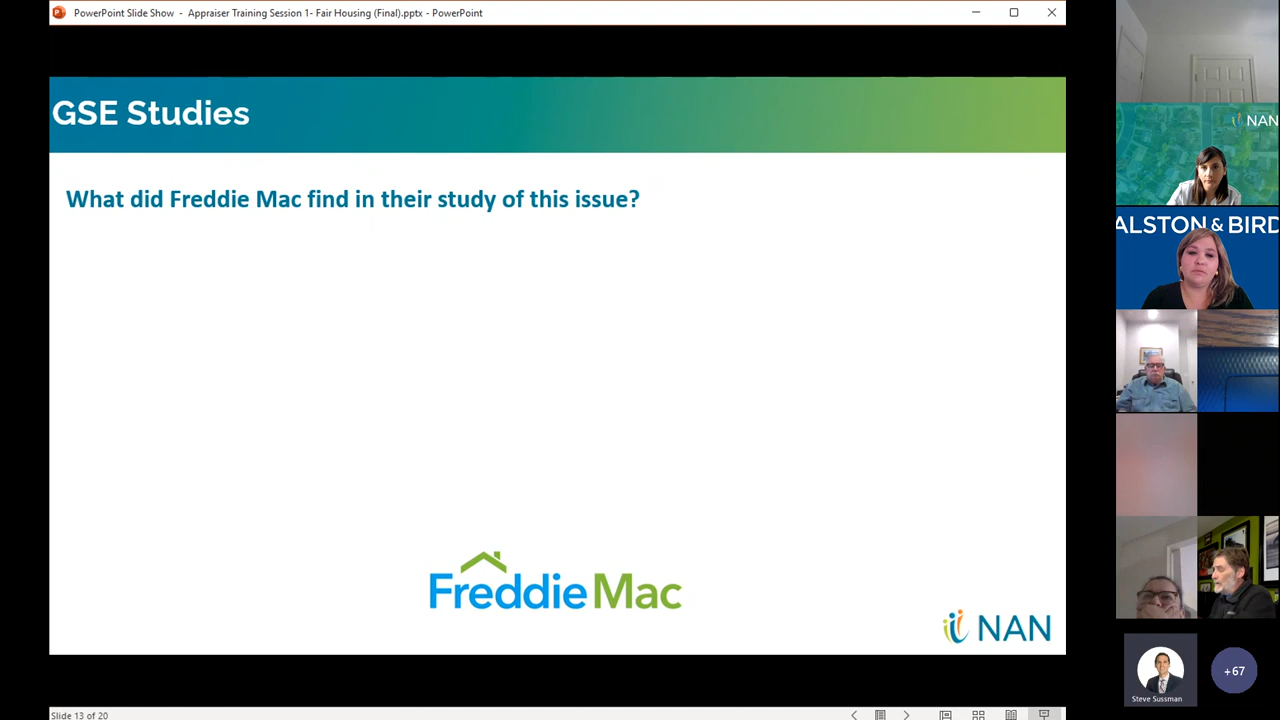 PowerPoint Slide Show - Appraiser Training Session 1- Fair Housing (Final).pptx - PowerPoint
GSE Studies
What did Freddie Mac find in their study of this issue?
Freddie Mac
NAN
Slide 13 of 20
NAN
ALSTON & BIRD
Steve Sussman
+67